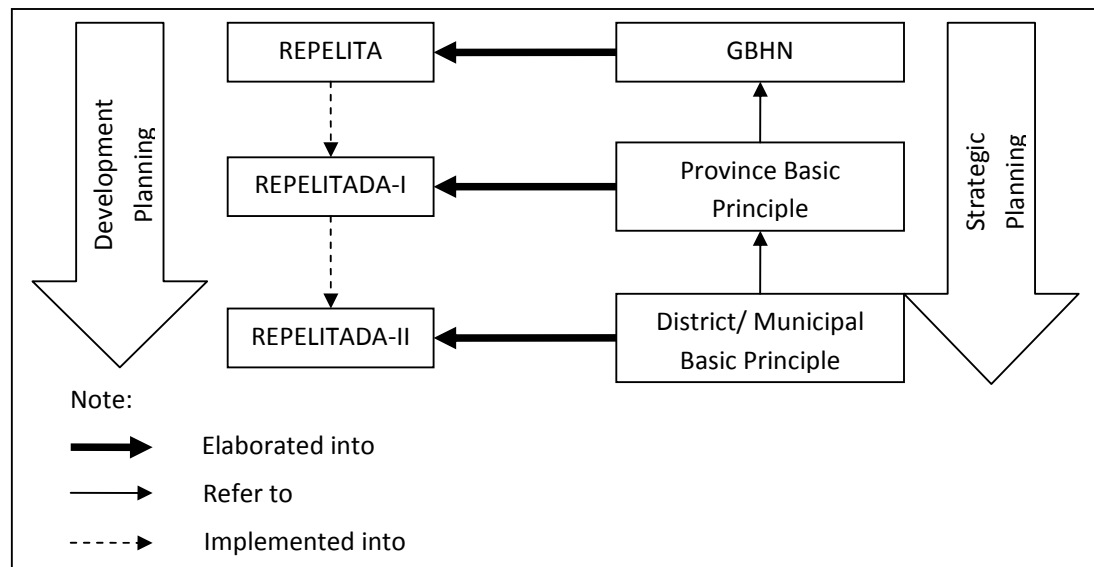 REPELITA
GBHN
Development
Planning
REPELITADA-I
Province Basic
Principle
Strategic
Planning
REPELITADA-II
District/ Municipal
Basic Principle
Note:
Elaborated into
Refer to
Implemented into